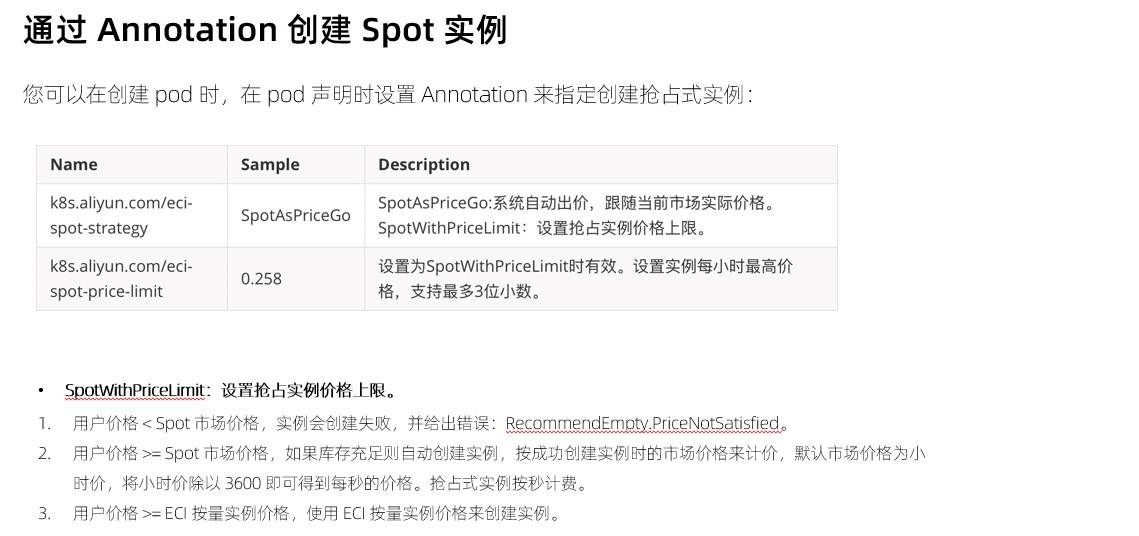 通过 Annotation 创建 Spot 实例
您可以在创建 pod 时，在 pod 声明时设置 Annotation 来指定创建抢占式实例：
Name Sample Description
k8s.aliyun.com/eci-
spot-strategy
SpotAsPriceGo
SpotAsPriceGo:系统自动出价，跟随当前市场实际价格。
SpotWithPriceLimit：设置抢占实例价格上限。
k8s.aliyun.com/eci-
spot-price-limit
0.258
设置为SpotWithPriceLimit时有效。设置实例每小时最高价
格，支持最多3位小数。
• SpotWithPriceLimit：设置抢占实例价格上限。
1. 用户价格 < Spot 市场价格，实例会创建失败，并给出错误：RecommendEmpty.PriceNotSatisfied。
2. 用户价格 >= Spot 市场价格，如果库存充足则自动创建实例，按成功创建实例时的市场价格来计价，默认市场价格为小
时价，将小时价除以 3600 即可得到每秒的价格。抢占式实例按秒计费。
3. 用户价格 >= ECI 按量实例价格，使用 ECI 按量实例价格来创建实例。